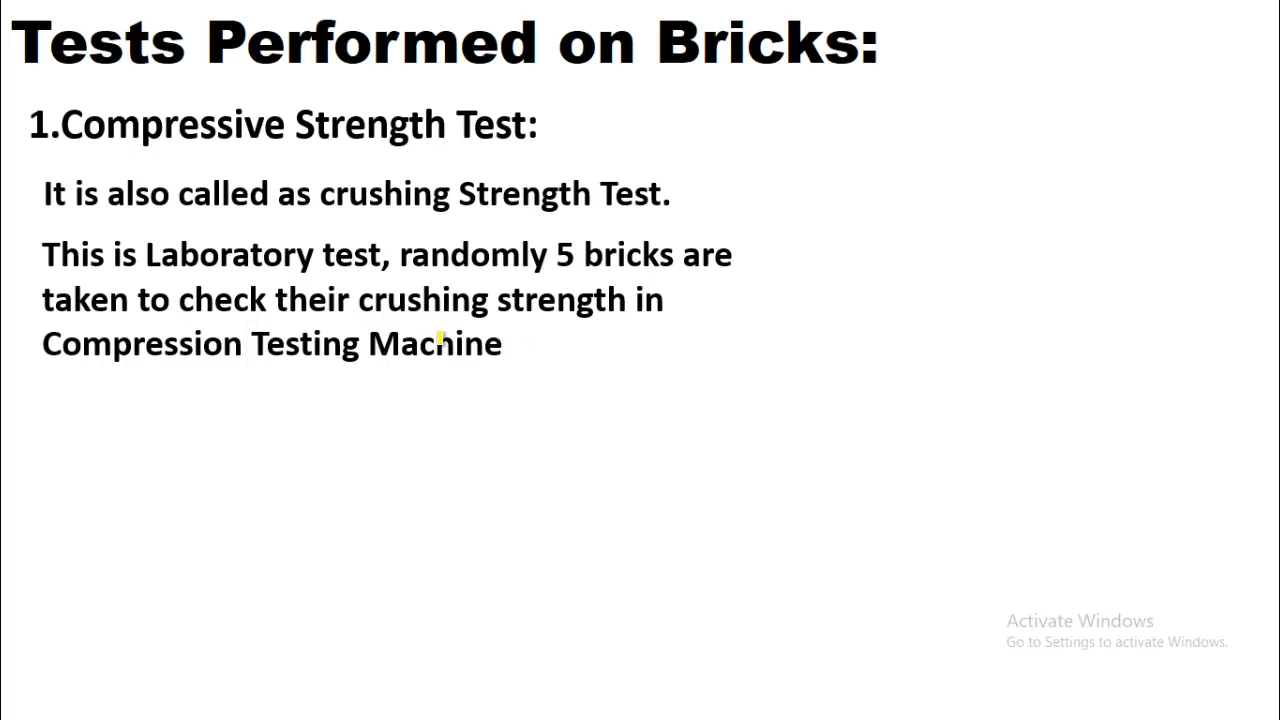 Tests Performed on Bricks:
1.Compressive Strength Test:
It is also called as crushing Strength Test.
This is Laboratory test, randomly 5 bricks are
taken to check their crushing strength in
Compression Testing Machine
Activate Windows
Go to Settings to activate Windows.